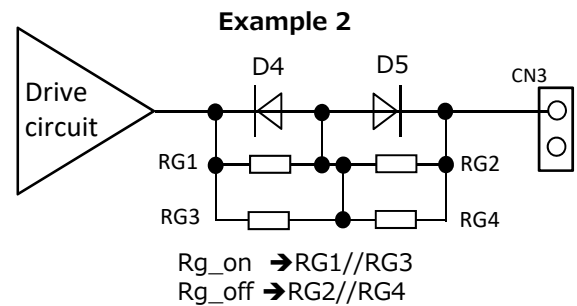 Example 2
D4 D5
CN3
Drive
circuit
RG1 RG2
RG3 RG4
Rg_on ➔RG1//RG3
Rg_off ➔RG2//RG4